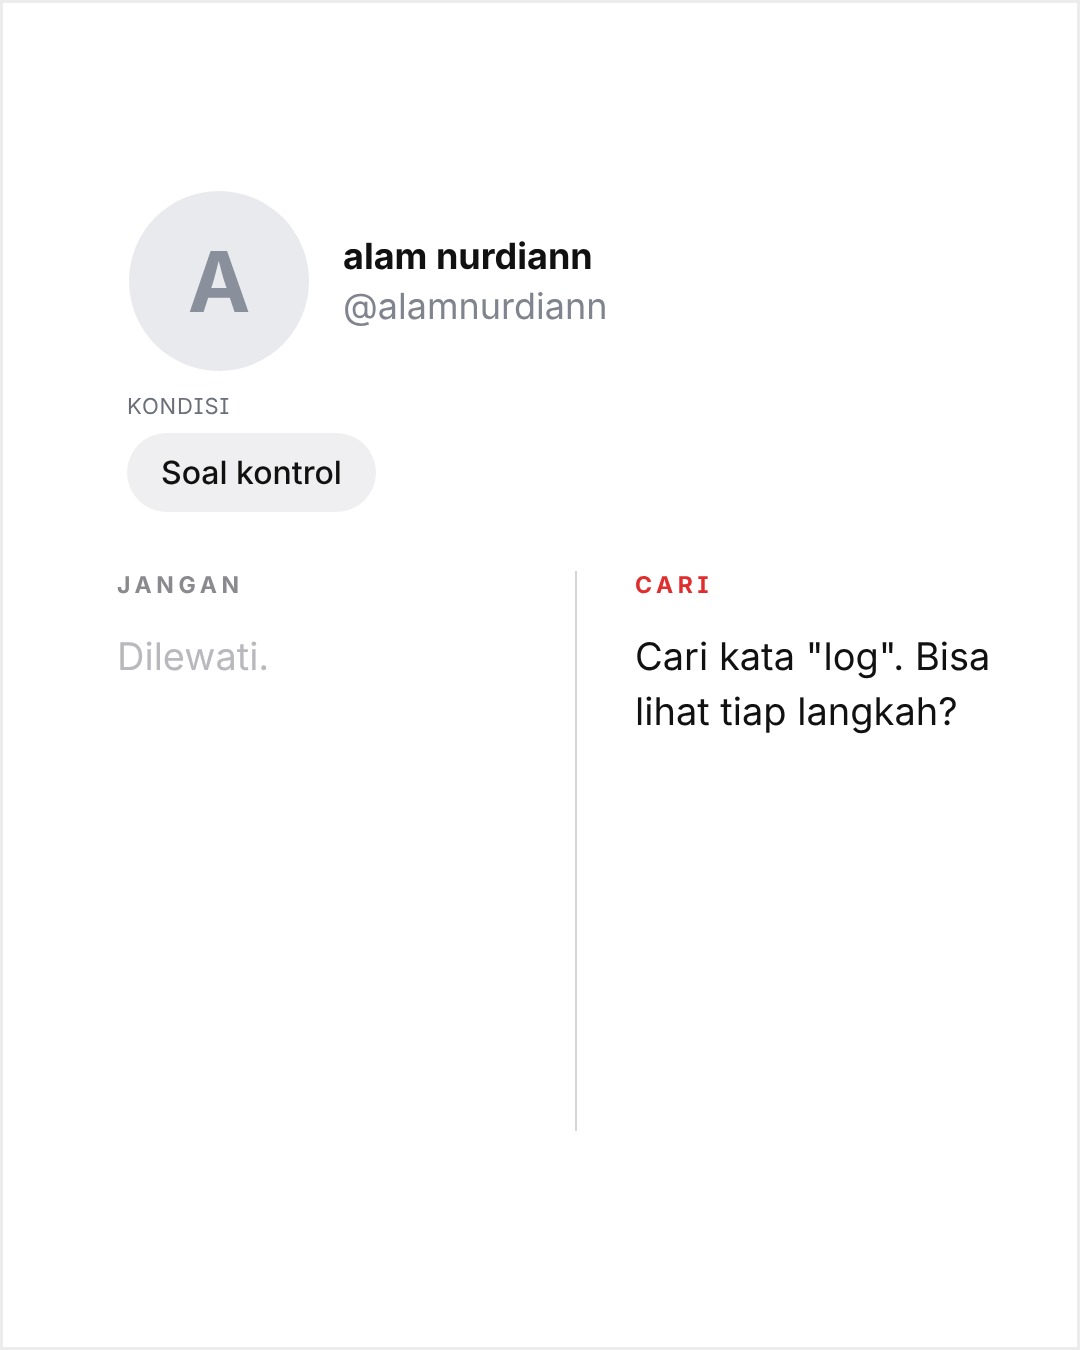 A
alam nurdiann
@alamnurdiann
KONDISI
Soal kontrol
JANGAN
Dilewati.
CARI
Cari kata "log". Bisa
lihat tiap langkah?